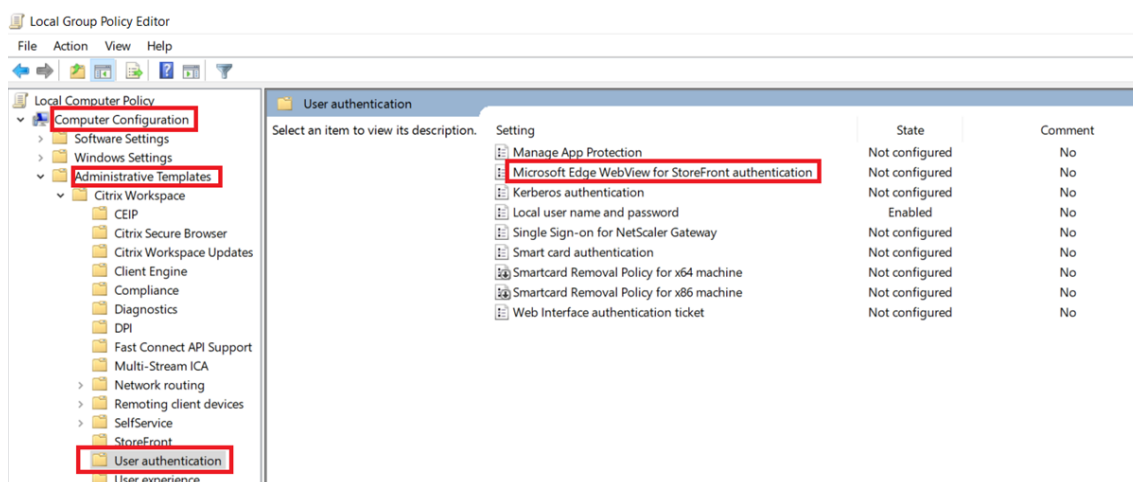 Local Group Policy Editor
File Action View Help
Local Computer Policy
Computer Configuration
Software Settings
Windows Settings
Administrative Templates
Citrix Workspace
CEIP
Citrix Secure Browser
Citrix Workspace Updates
Client Engine
Compliance
Diagnostics
DPI
Fast Connect API Support
Multi-Stream ICA
Network routing
Remoting client devices
SelfService
StoreFront
User authentication
User experience
User authentication
Select an item to view its description.
Setting State Comment
Manage App Protection Not configured No
Microsoft Edge WebView for StoreFront authentication Not configured No
Kerberos authentication Not configured No
Local user name and password Enabled No
Single Sign-on for NetScaler Gateway Not configured No
Smart card authentication Not configured No
Smartcard Removal Policy for x64 machine Not configured No
Smartcard Removal Policy for x86 machine Not configured No
Web Interface authentication ticket Not configured No